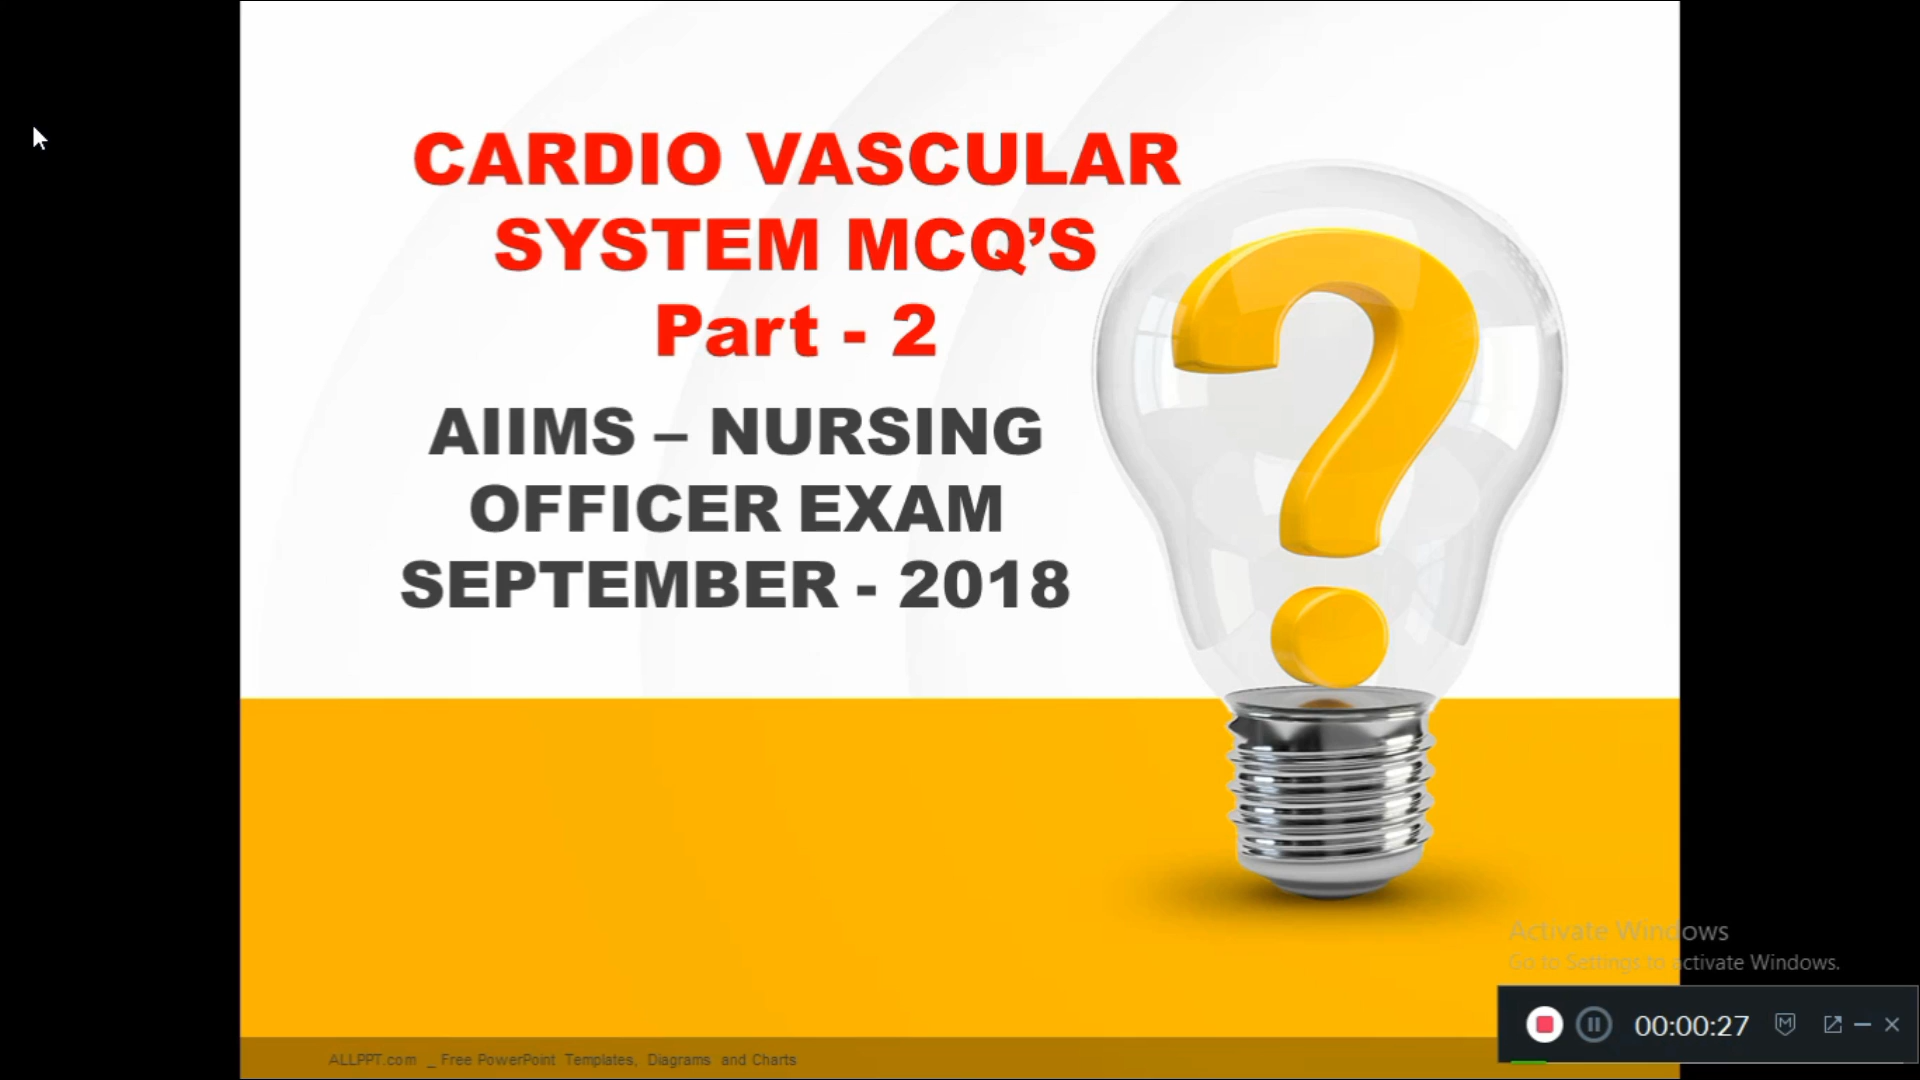 CARDIO VASCULAR
SYSTEM MCQ’S
Part - 2
AIIMS – NURSING
OFFICER EXAM
SEPTEMBER - 2018
Activate Windows
Go to Settings to activate Windows.
00:00:27
ALLPPT.com _ Free PowerPoint Templates, Diagrams and Charts